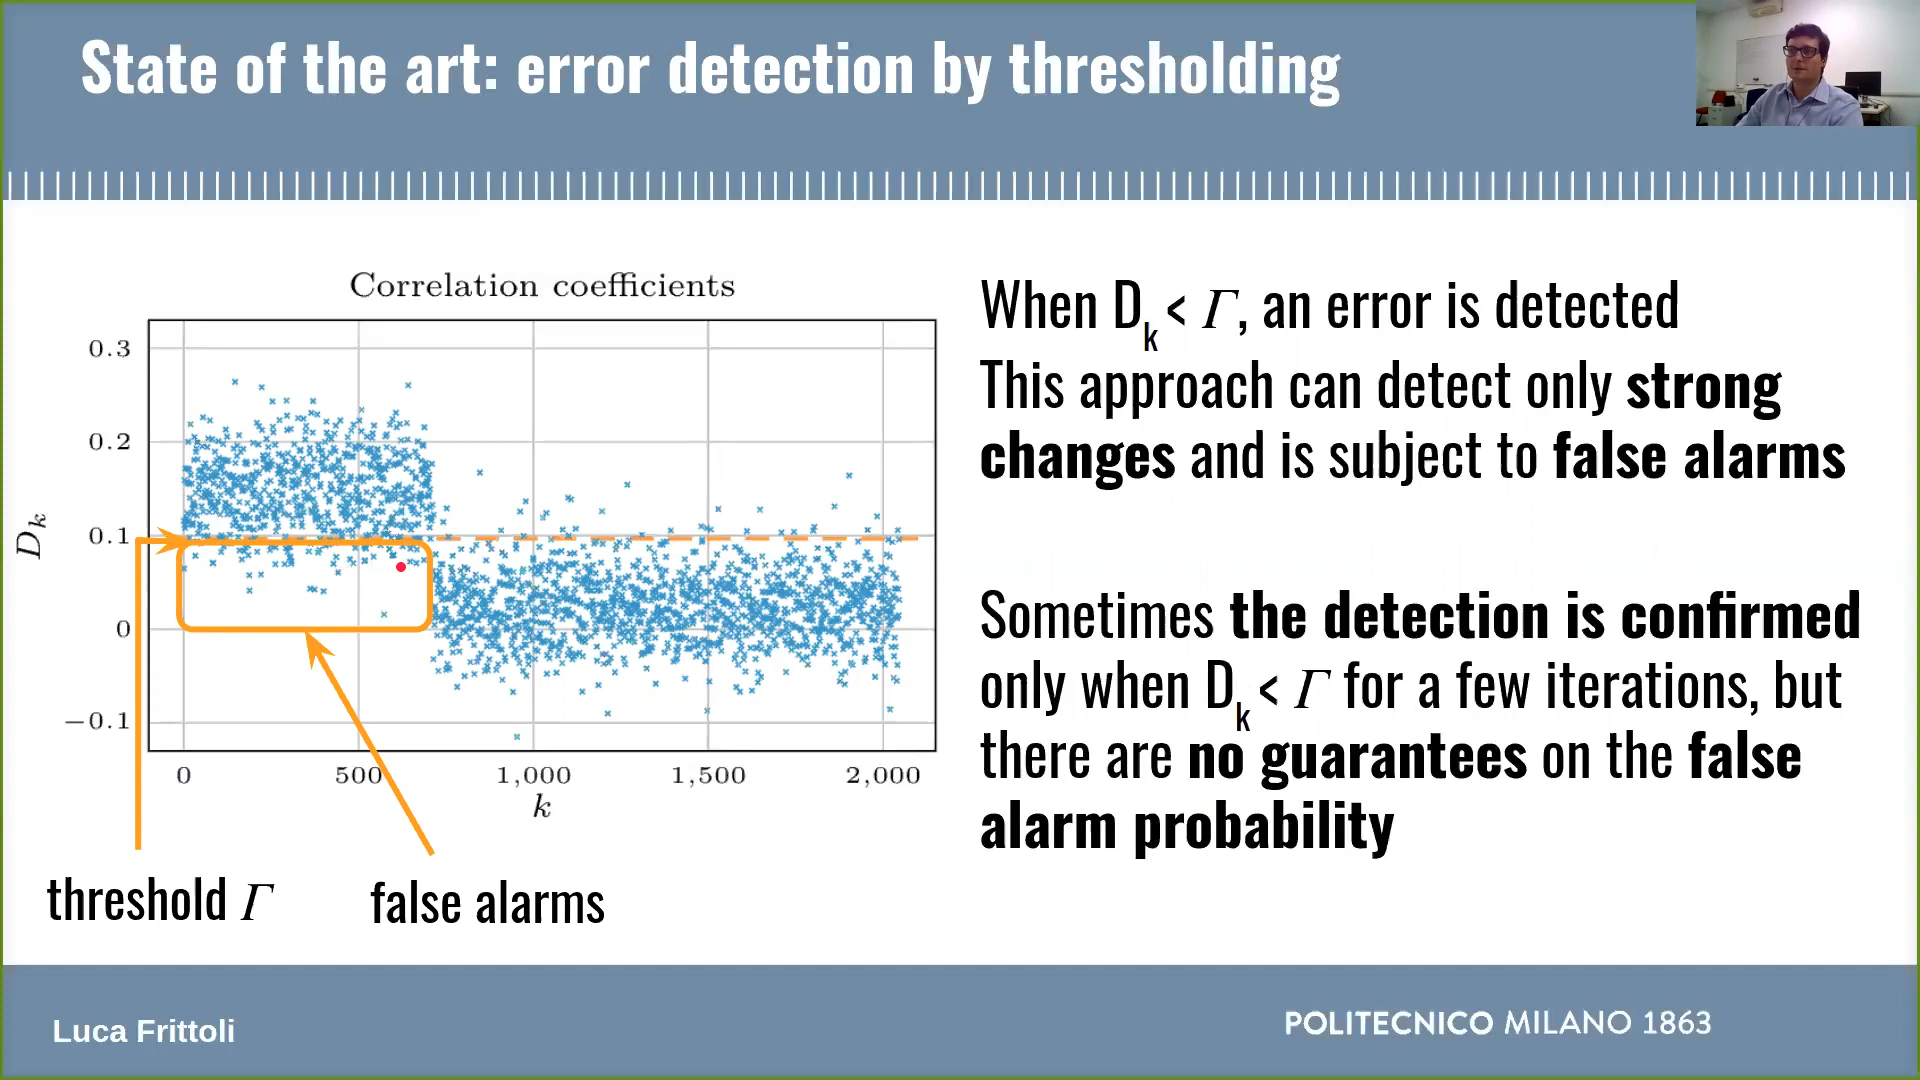 State of the art: error detection by thresholding
Correlation coefficients
0.3
0.2
0.1
0
−0.1
D_k
0 500 1,000 1,500 2,000
k
threshold Γ
false alarms
When D_k < Γ, an error is detected
This approach can detect only strong
changes and is subject to false alarms
Sometimes the detection is confirmed
only when D_k < Γ for a few iterations, but
there are no guarantees on the false
alarm probability
Luca Frittoli
POLITECNICO MILANO 1863